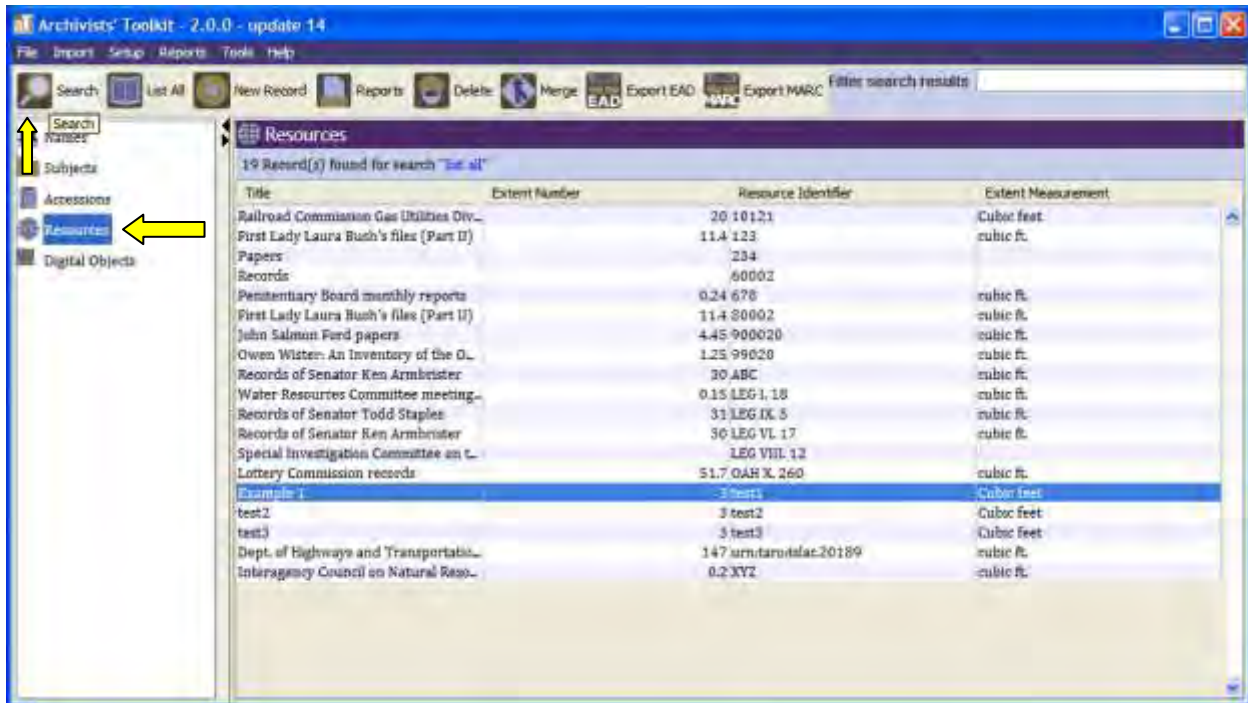 Archivists' Toolkit - 2.0.0 - update 14
File Import Setup Reports Tools Help
Search List All New Record Reports Delete Merge EAD Export EAD MARC Export MARC Filter search results
Search
Names
Subjects
Accessions
Resources
Digital Objects
Resources
19 Record(s) found for search "list all"
Title Extent Number Resource Identifier Extent Measurement
Railroad Commission Gas Utilities Div... 20 10121 Cubic feet
First Lady Laura Bush's files (Part II) 11.4 123 cubic ft.
Papers 234
Records 60002
Penitentiary Board monthly reports 0.24 678 cubic ft.
First Lady Laura Bush's files (Part II) 11.4 80002 cubic ft.
John Salmon Ford papers 4.45 900020 cubic ft.
Owen Wister: An Inventory of the O... 1.25 99020 cubic ft.
Records of Senator Ken Armbrister 30 ABC cubic ft.
Water Resources Committee meeting... 0.15 LEG I, 18 cubic ft.
Records of Senator Todd Staples 31 LEG IX, 5 cubic ft.
Records of Senator Ken Armbrister 30 LEG VI, 17 cubic ft.
Special Investigation Committee on t... LEG VIII, 12
Lottery Commission records 51.7 OAH X, 260 cubic ft.
Example 1 3 test1 Cubic feet
test2 3 test2 Cubic feet
test3 3 test3 Cubic feet
Dept. of Highways and Transportatio... 147 cubic ft.
Interagency Council on Natural Reso... 0.2 XYZ cubic ft.